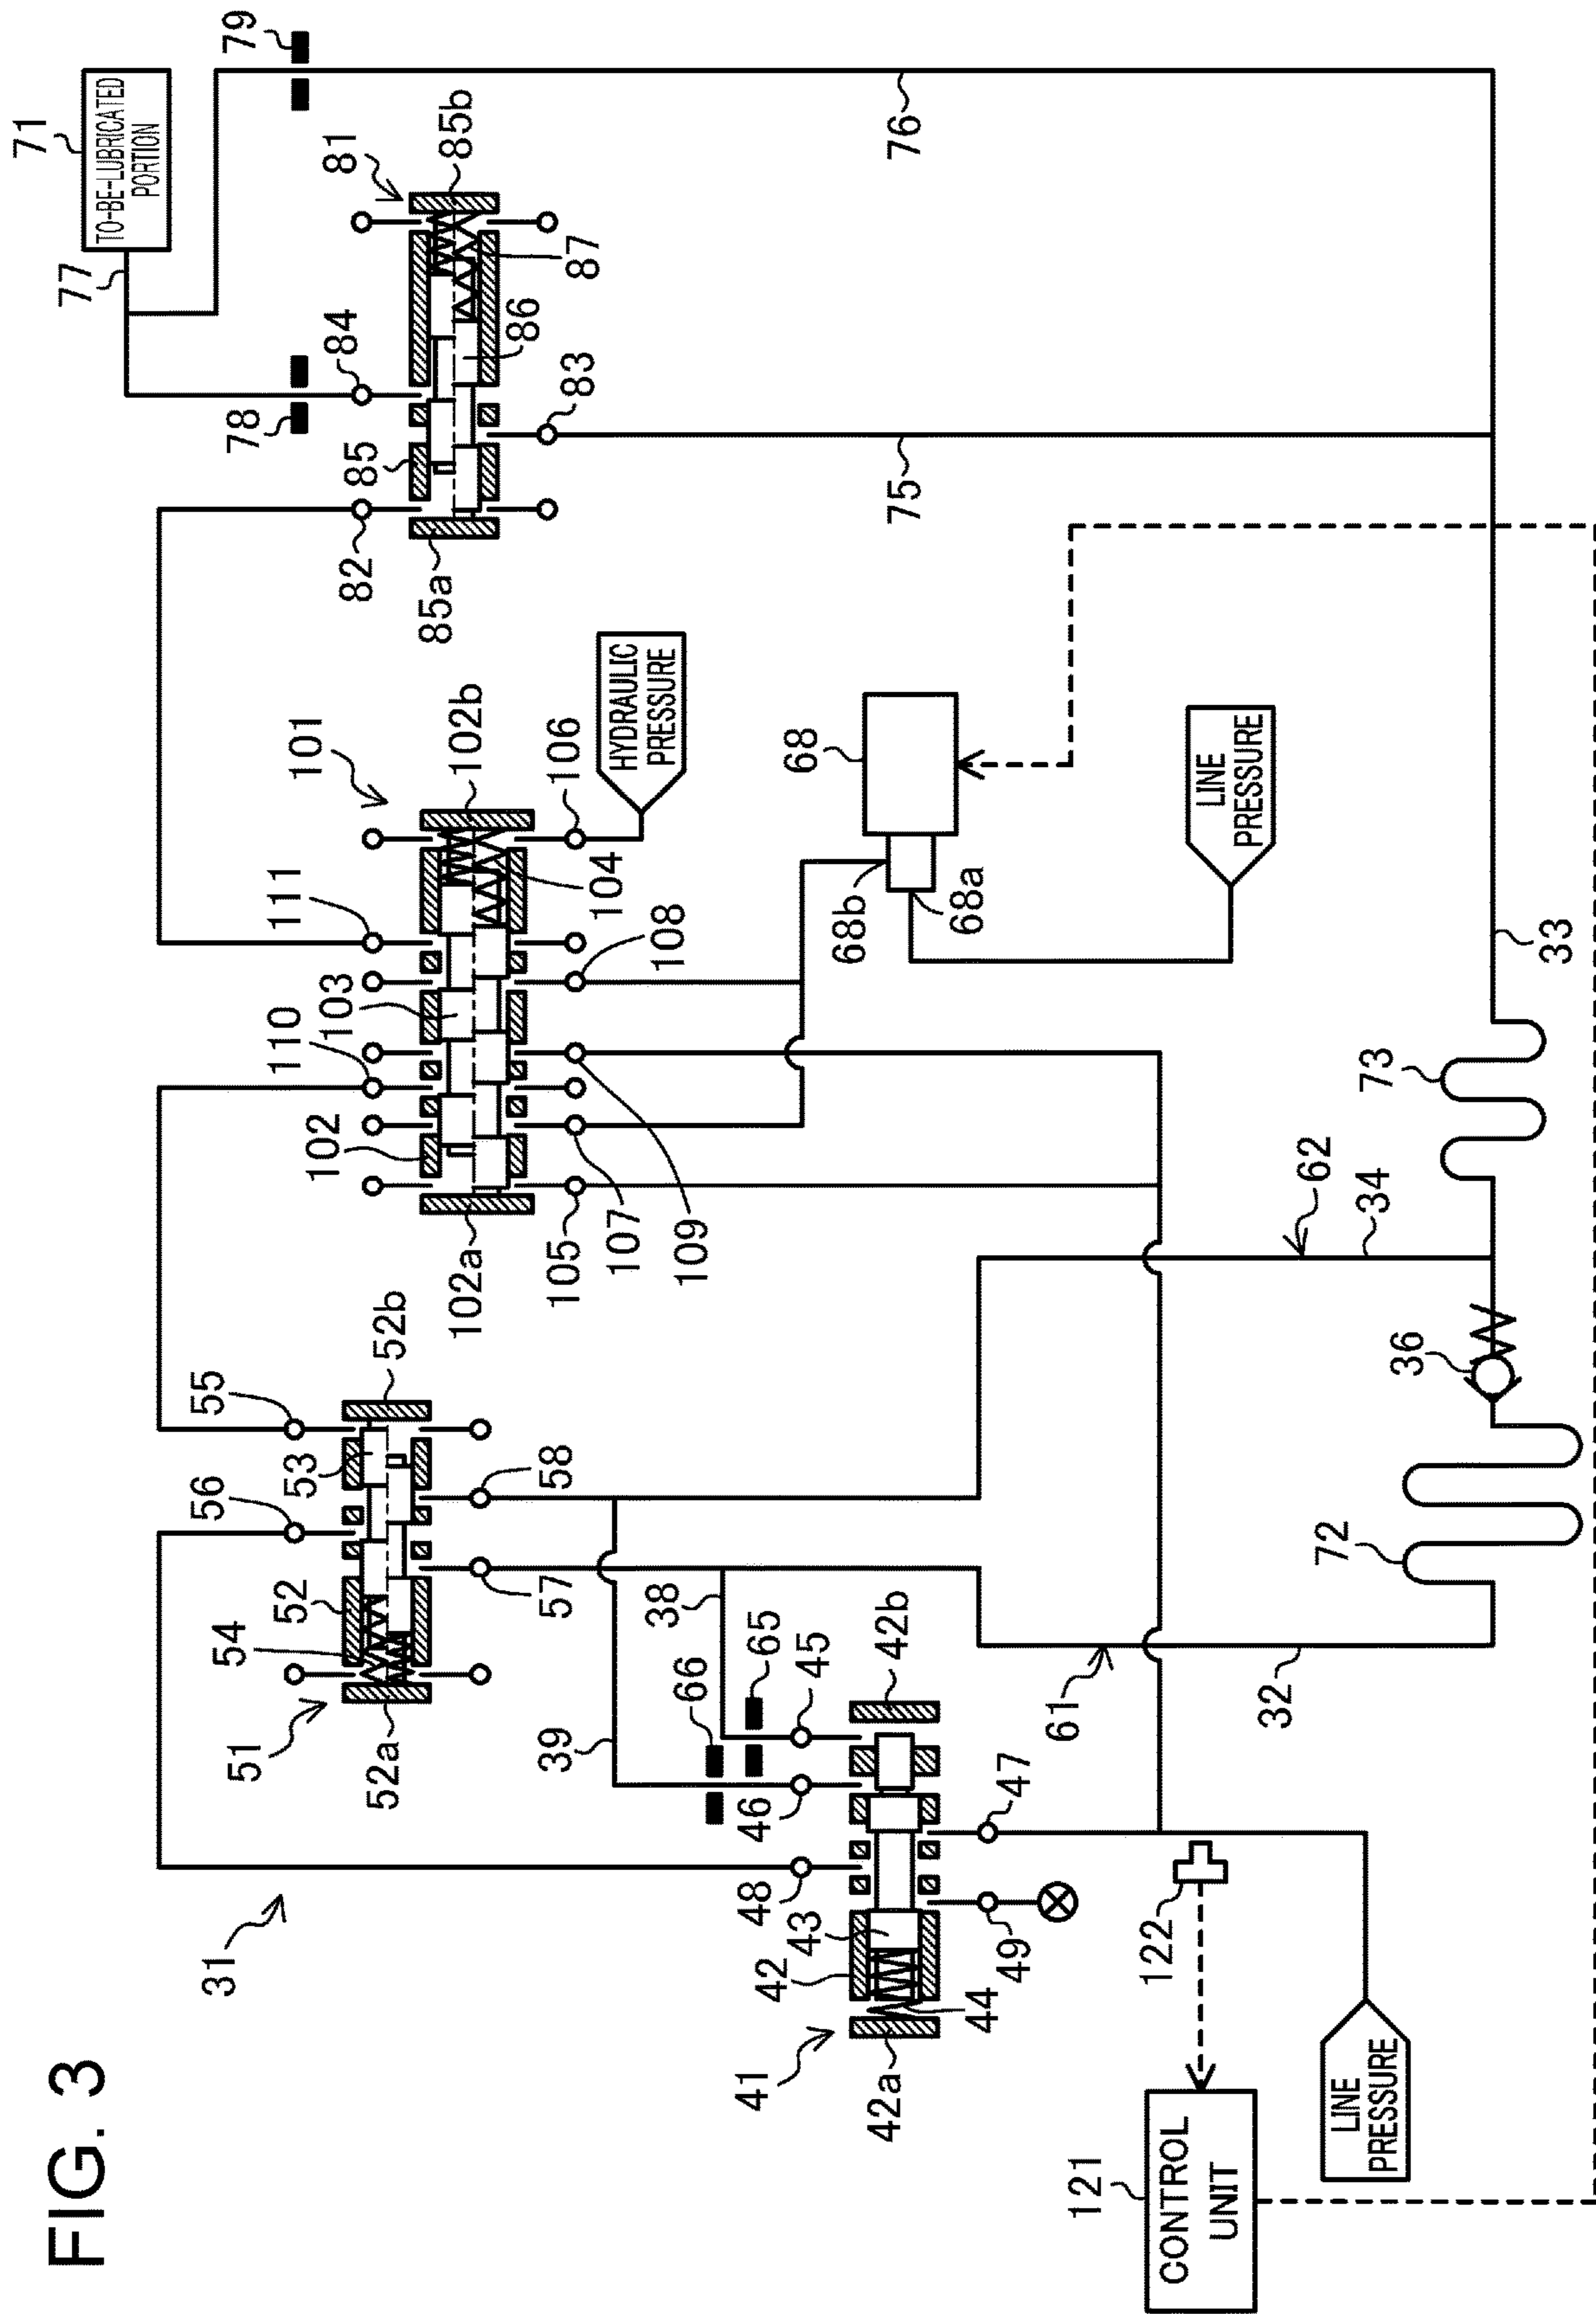 FIG. 3
31
71
TO-BE-LUBRICATED
PORTION
77
79
78
84
81
85b
85
87
86
82
83
85a
75
76
101
102b
111
110
103
102
106
104
108
102a
105
107
109
HYDRAULIC
PRESSURE
68
68b
68a
LINE
PRESSURE
55
52b
56
53
52
54
51
52a
58
57
39
38
66
65
45
42b
46
48
47
43
42
49
44
41
42a
61
32
62
34
36
72
73
33
122
121
CONTROL
UNIT
LINE
PRESSURE